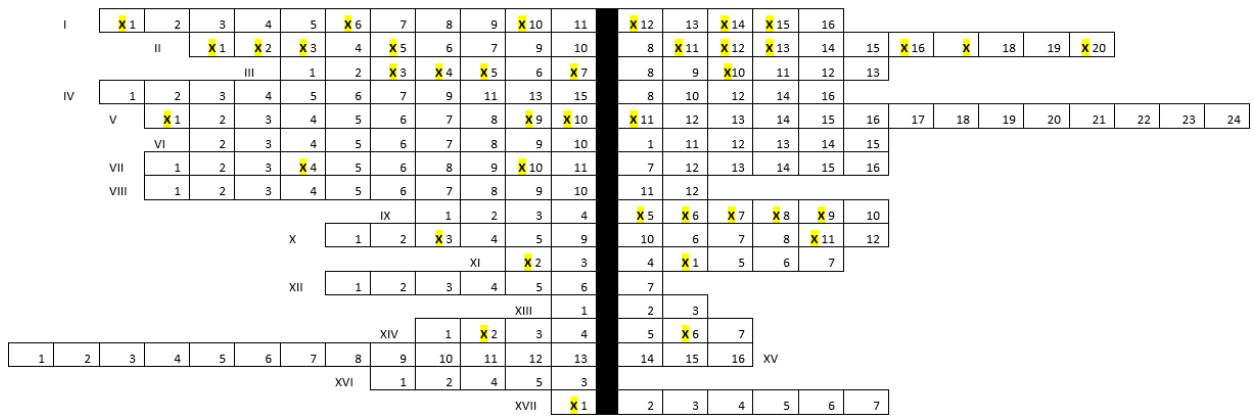 I X 1 2 3 4 5 X 6 7 8 9 X 10 11 X 12 13 X 14 X 15 16
II X 1 X 2 X 3 4 X 5 6 7 9 10 8 X 11 X 12 X 13 14 15 X 16 X 18 19 X 20
III 1 2 X 3 X 4 X 5 6 X 7 8 9 X 10 11 12 13
IV 1 2 3 4 5 6 7 9 11 13 15 8 10 12 14 16
V X 1 2 3 4 5 6 7 8 X 9 X 10 X 11 12 13 14 15 16 17 18 19 20 21 22 23 24
VI 2 3 4 5 6 7 8 9 10 1 11 12 13 14 15
VII 1 2 3 X 4 5 6 8 9 X 10 11 7 12 13 14 15 16
VIII 1 2 3 4 5 6 7 8 9 10 11 12
IX 1 2 3 4 X 5 X 6 X 7 X 8 X 9 10
X 1 2 X 3 4 5 9 10 6 7 8 X 11 12
XI X 2 3 4 X 1 5 6 7
XII 1 2 3 4 5 6 7
XIII 1 2 3
XIV 1 X 2 3 4 5 X 6 7
1 2 3 4 5 6 7 8 9 10 11 12 13 14 15 16 XV
XVI 1 2 4 5 3
XVII X 1 2 3 4 5 6 7